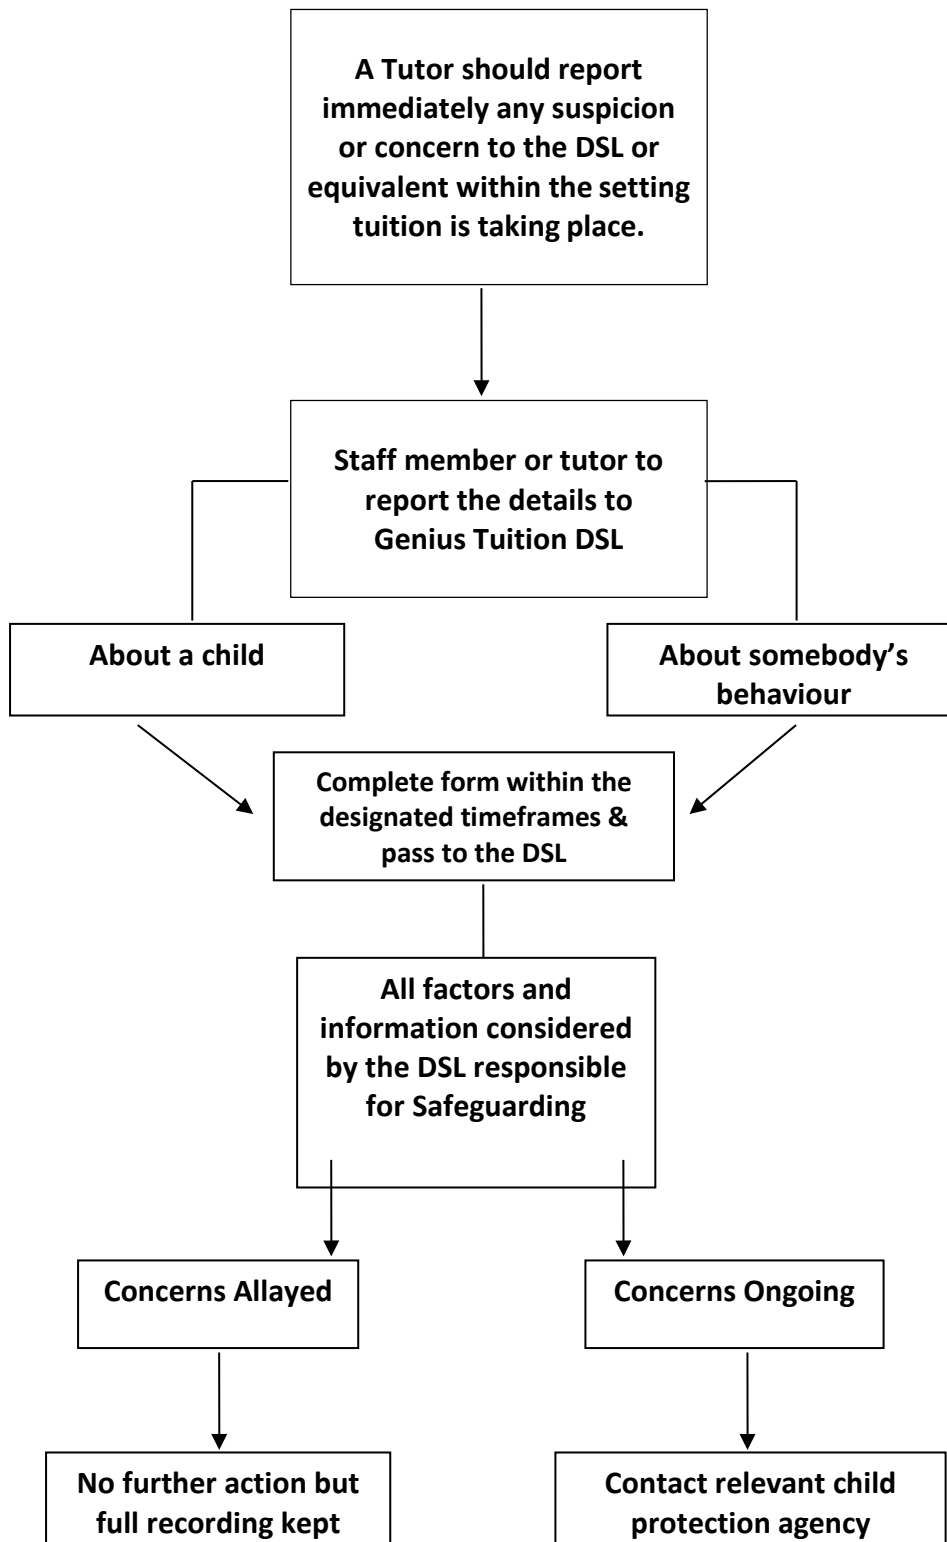 A Tutor should report
immediately any suspicion
or concern to the DSL or
equivalent within the setting
tuition is taking place.
Staff member or tutor to
report the details to
Genius Tuition DSL
About a child
About somebody’s
behaviour
Complete form within the
designated timeframes &
pass to the DSL
All factors and
information considered
by the DSL responsible
for Safeguarding
Concerns Allayed
Concerns Ongoing
No further action but
full recording kept
Contact relevant child
protection agency